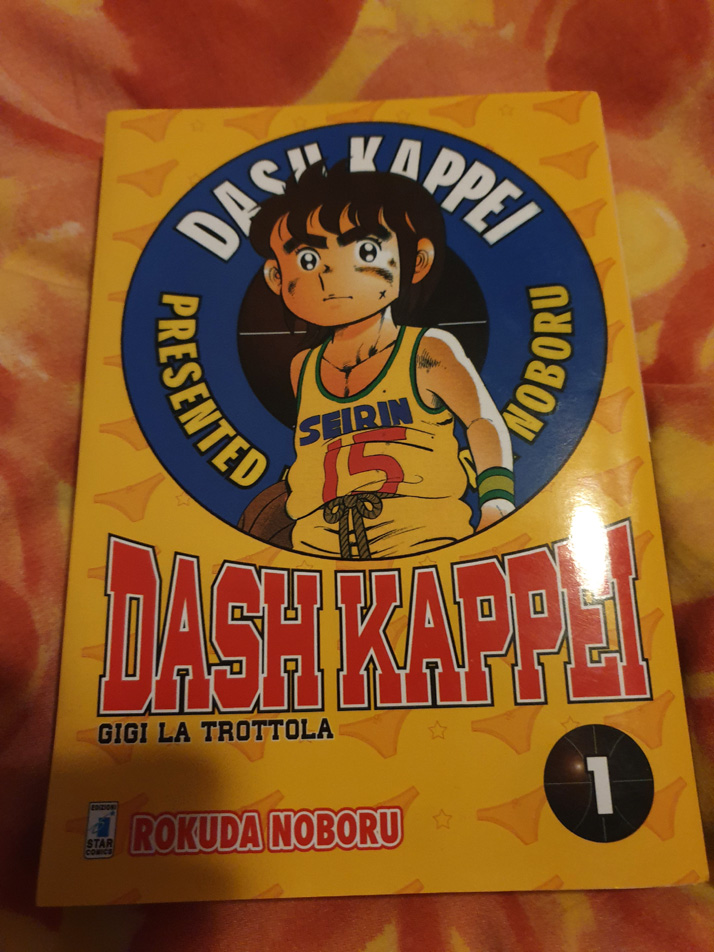 DASH KAPPEI
PRESENTED
NOBORU
SEIRIN
15
DASH KAPPEI
GIGI LA TROTTOLA
1
EDIZIONI
STAR
COMICS
ROKUDA NOBORU